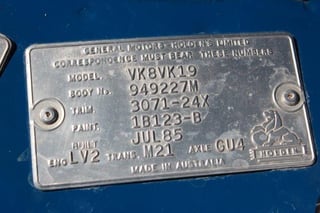 GENERAL MOTORS-HOLDEN'S LIMITED
CORRESPONDENCE MUST BEAR THESE NUMBERS
MODEL VK8VK19
BODY No. 949227M
TRIM 3071-24X
PAINT. 1B123-B
BUILT JUL85
ENG LV2 TRANS. M21 AXLE GU4
HOLDEN
MADE IN AUSTRALIA